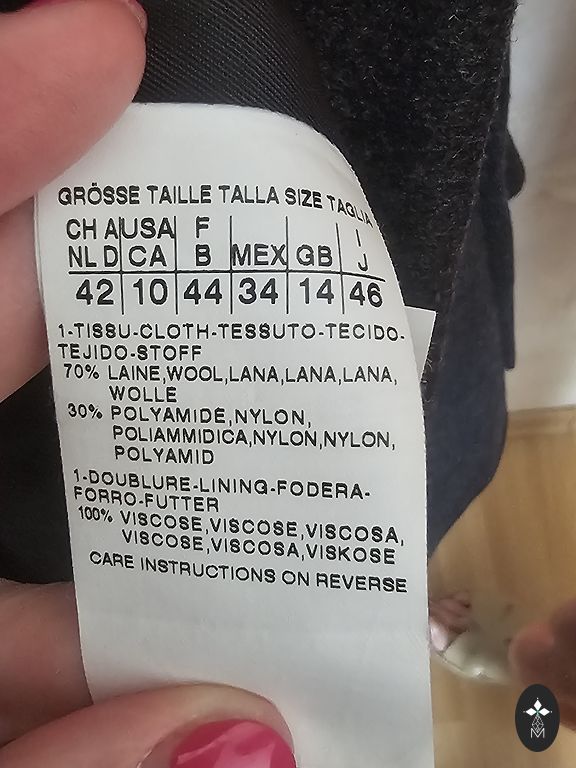 GRÖSSE TAILLE TALLA SIZE TAGLIA
CH A USA F I
NL D CA B MEX GB J
42 10 44 34 14 46
1-TISSU-CLOTH-TESSUTO-TECIDO-
TEJIDO-STOFF
70% LAINE,WOOL,LANA,LANA,LANA,
WOLLE
30% POLYAMIDE,NYLON,
POLIAMMIDICA,NYLON,NYLON,
POLYAMID
1-DOUBLURE-LINING-FODERA-
FORRO-FUTTER
100% VISCOSE,VISCOSE,VISCOSA,
VISCOSE,VISCOSA,VISKOSE
CARE INSTRUCTIONS ON REVERSE
M